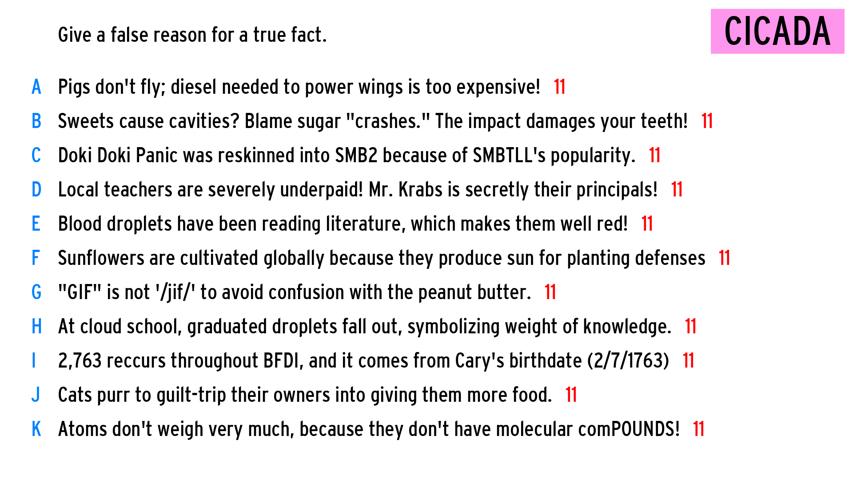 Give a false reason for a true fact.
CICADA
A Pigs don't fly; diesel needed to power wings is too expensive! 11
B Sweets cause cavities? Blame sugar "crashes." The impact damages your teeth! 11
C Doki Doki Panic was reskinned into SMB2 because of SMBTLL's popularity. 11
D Local teachers are severely underpaid! Mr. Krabs is secretly their principals! 11
E Blood droplets have been reading literature, which makes them well red! 11
F Sunflowers are cultivated globally because they produce sun for planting defenses 11
G "GIF" is not '/jif/' to avoid confusion with the peanut butter. 11
H At cloud school, graduated droplets fall out, symbolizing weight of knowledge. 11
I 2,763 reccurs throughout BFDI, and it comes from Cary's birthdate (2/7/1763) 11
J Cats purr to guilt-trip their owners into giving them more food. 11
K Atoms don't weigh very much, because they don't have molecular comPOUNDS! 11